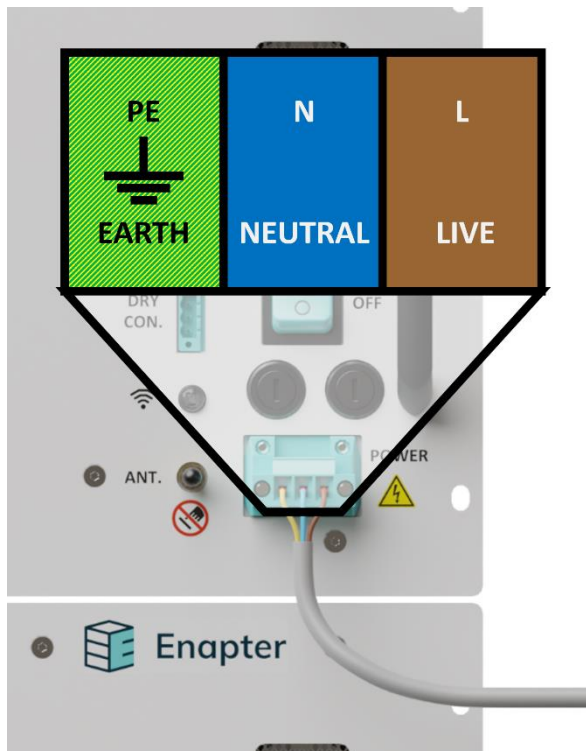 PE
N
L
EARTH
NEUTRAL
LIVE
DRY
CON.
OFF
POWER
ANT.
Enapter